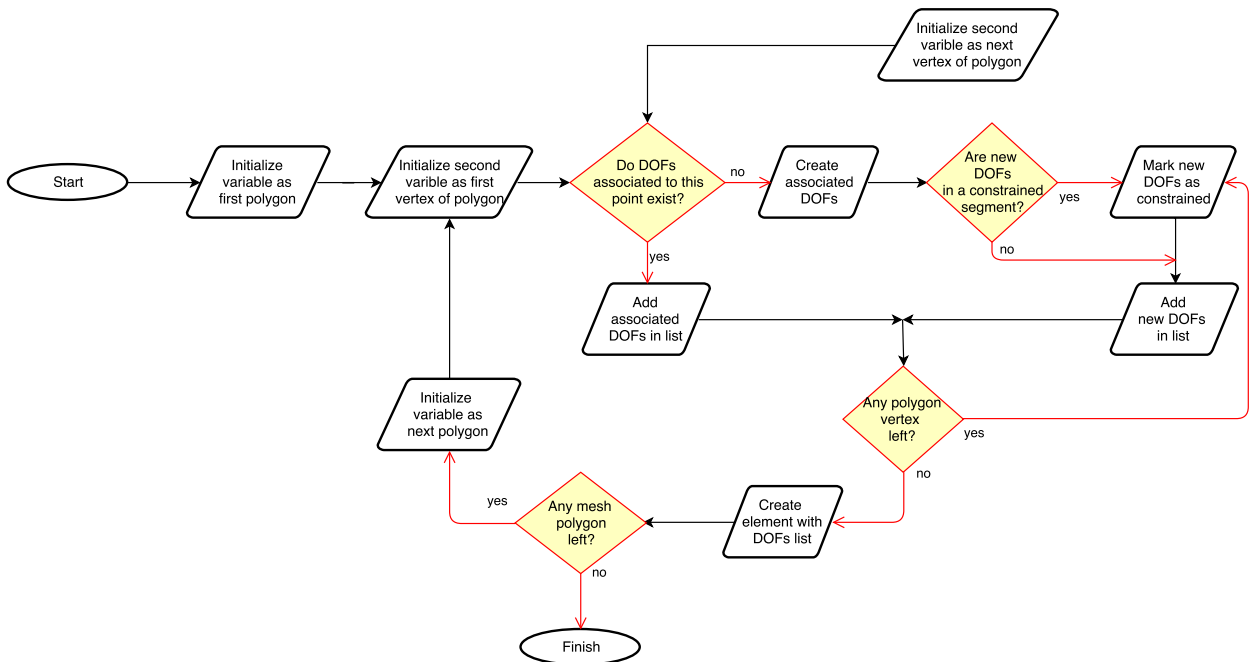 Initialize second
varible as next
vertex of polygon
Start
Initialize
variable as
first polygon
Initialize second
varible as first
vertex of polygon
Do DOFs
associated to this
point exist?
no
Create
associated
DOFs
Are new
DOFs
in a constrained
segment?
yes
Mark new
DOFs as
constrained
no
yes
Add
associated
DOFs in list
Add
new DOFs
in list
Initialize
variable as
next polygon
Any polygon
vertex
left?
yes
no
yes
Any mesh
polygon
left?
Create
element with
DOFs list
no
Finish